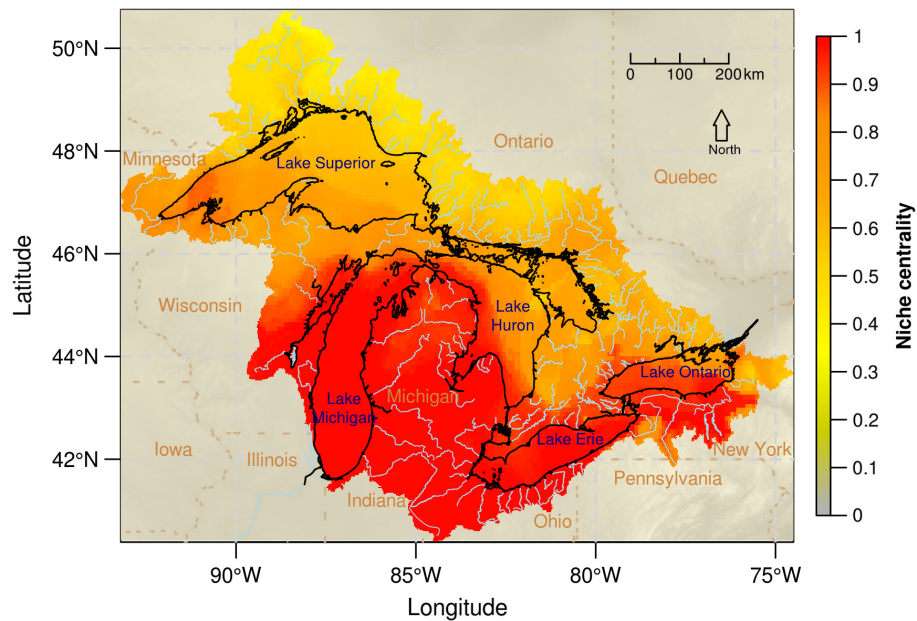 50°N
48°N
46°N
44°N
42°N
Latitude
90°W
85°W
80°W
75°W
Longitude
0 100 200 km
North
Ontario
Quebec
Minnesota
Lake Superior
Wisconsin
Lake
Huron
Lake Ontario
Lake
Michigan
Michigan
Lake Erie
Iowa
Illinois
New York
Pennsylvania
Indiana
Ohio
1
0.9
0.8
0.7
0.6
0.5
0.4
0.3
0.2
0.1
0
Niche centrality